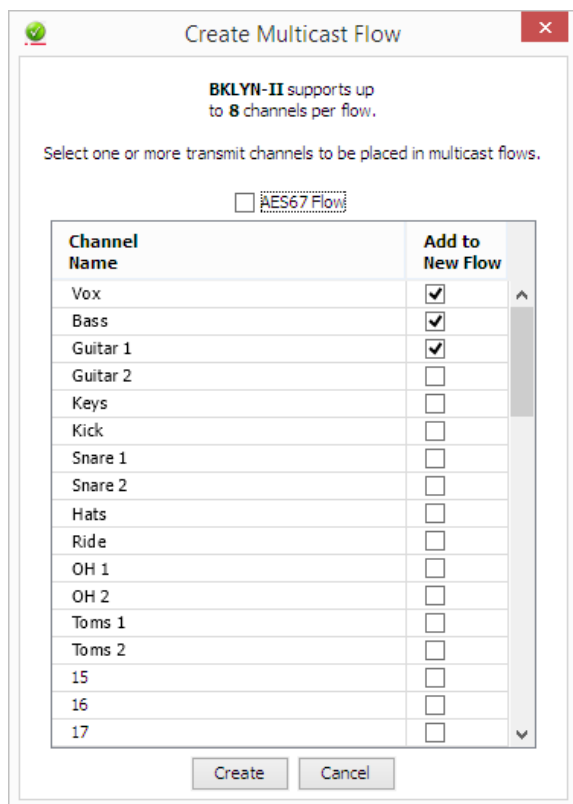 Create Multicast Flow
BKLYN-II supports up
to 8 channels per flow.
Select one or more transmit channels to be placed in multicast flows.
AES67 Flow
Channel Name
Add to New Flow
Vox
Bass
Guitar 1
Guitar 2
Keys
Kick
Snare 1
Snare 2
Hats
Ride
OH 1
OH 2
Toms 1
Toms 2
15
16
17
Create
Cancel